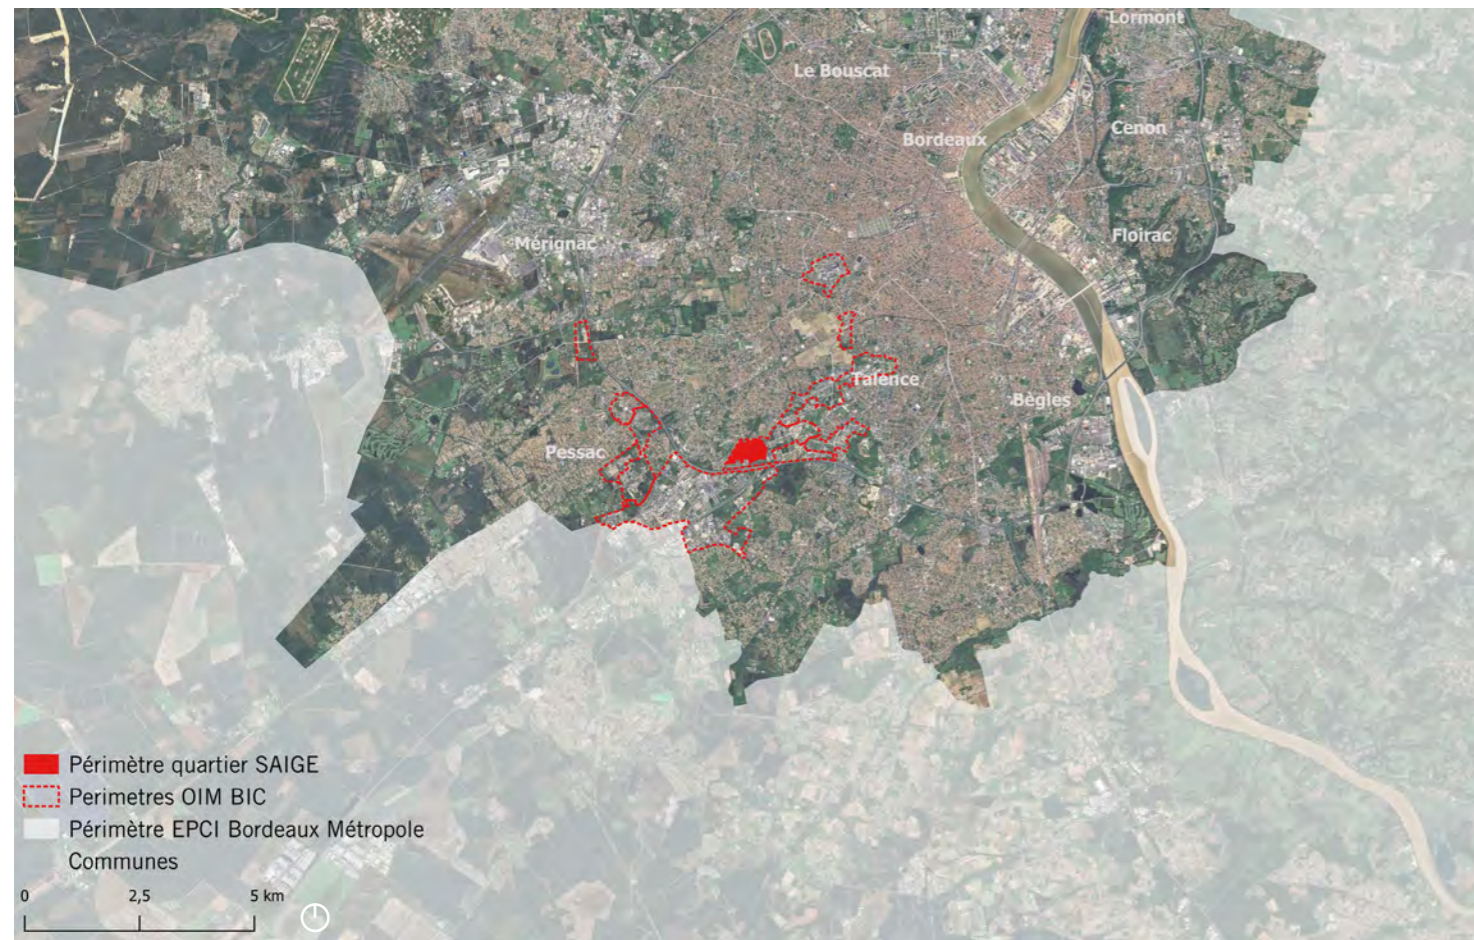 Lormont
Le Bouscat
Bordeaux
Cenon
Floirac
Mérignac
Talence
Bègles
Pessac
Périmètre quartier SAIGE
Perimetres OIM BIC
Périmètre EPCI Bordeaux Métropole
Communes
0 2,5 5 km